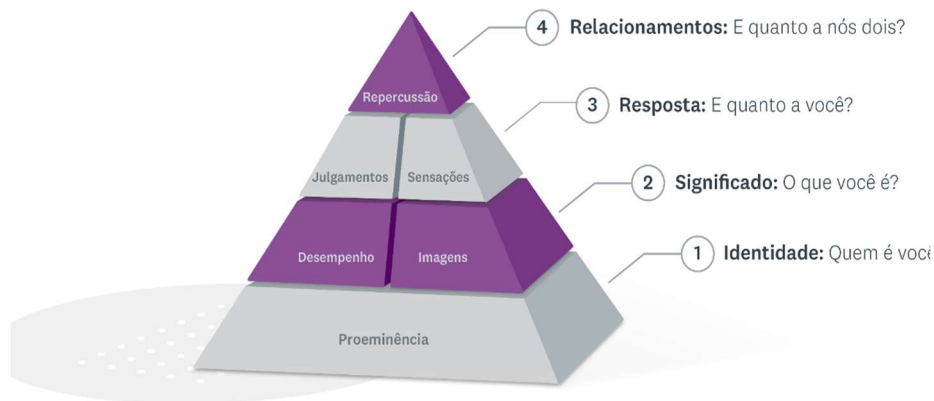 4 Relacionamentos: E quanto a nós dois?
Repercussão
3 Resposta: E quanto a você?
Julgamentos Sensações
2 Significado: O que você é?
Desempenho Imagens
1 Identidade: Quem é você
Proeminência